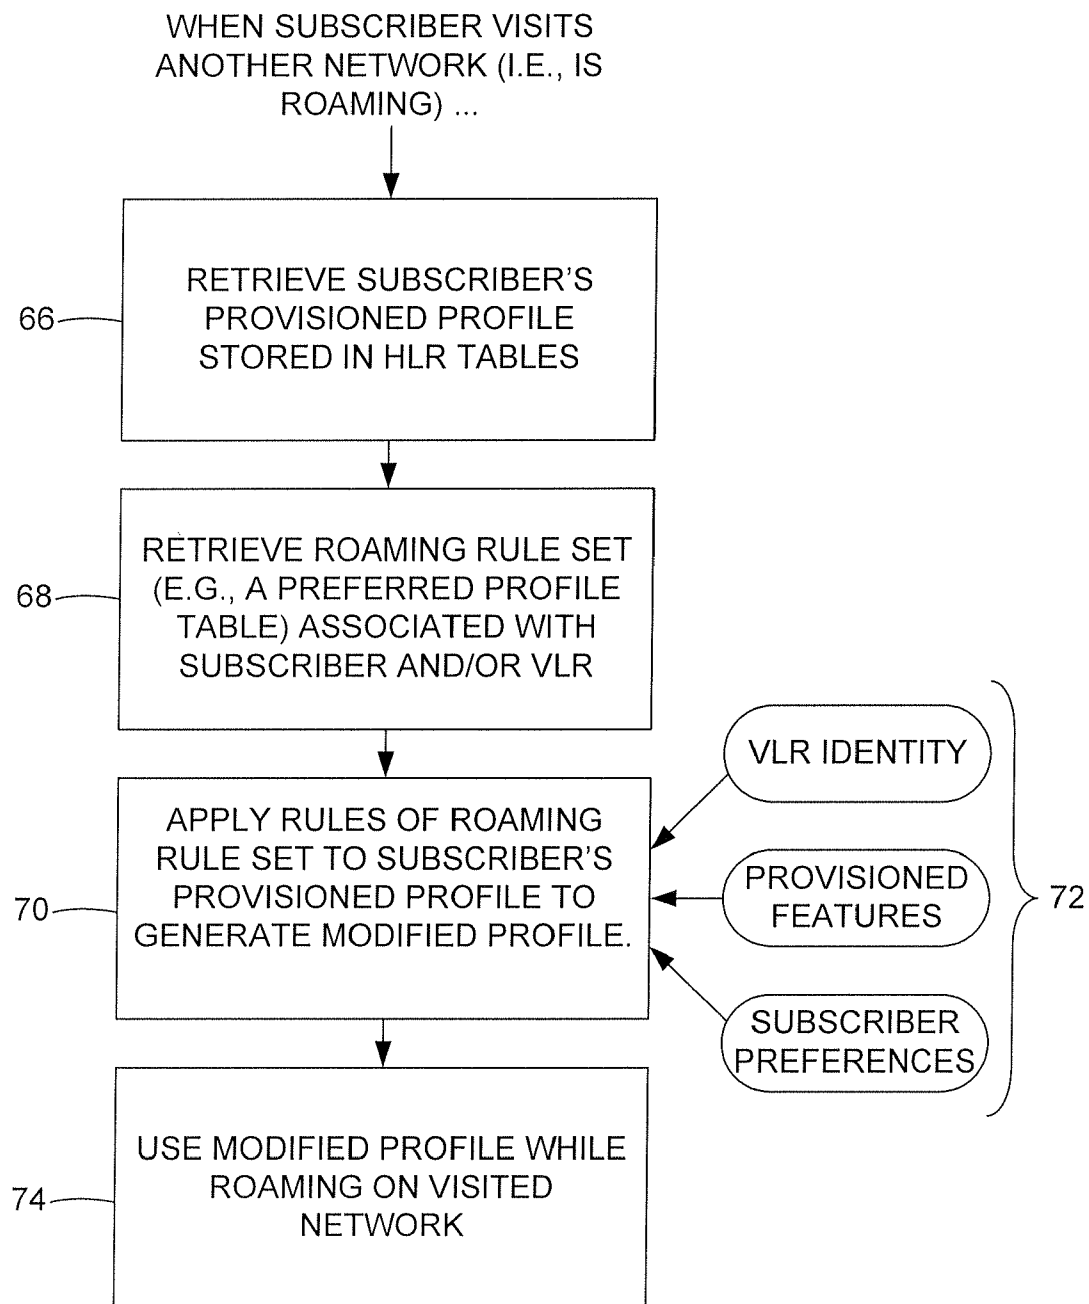 WHEN SUBSCRIBER VISITS
ANOTHER NETWORK (I.E., IS
ROAMING) ...
RETRIEVE SUBSCRIBER'S
PROVISIONED PROFILE
STORED IN HLR TABLES
66
RETRIEVE ROAMING RULE SET
(E.G., A PREFERRED PROFILE
TABLE) ASSOCIATED WITH
SUBSCRIBER AND/OR VLR
68
APPLY RULES OF ROAMING
RULE SET TO SUBSCRIBER'S
PROVISIONED PROFILE TO
GENERATE MODIFIED PROFILE.
70
VLR IDENTITY
PROVISIONED
FEATURES
SUBSCRIBER
PREFERENCES
72
USE MODIFIED PROFILE WHILE
ROAMING ON VISITED
NETWORK
74